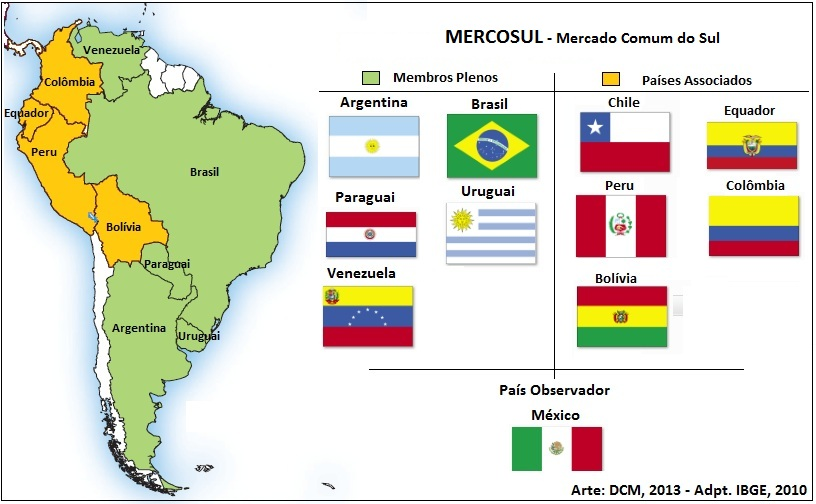 MERCOSUL - Mercado Comum do Sul
Membros Plenos
Países Associados
Argentina
Brasil
Chile
Equador
Paraguai
Uruguai
Peru
Colômbia
Venezuela
Bolívia
País Observador
México
Venezuela
Colômbia
Equador
Peru
Brasil
Bolívia
Paraguai
Argentina
Uruguai
Arte: DCM, 2013 - Adpt. IBGE, 2010